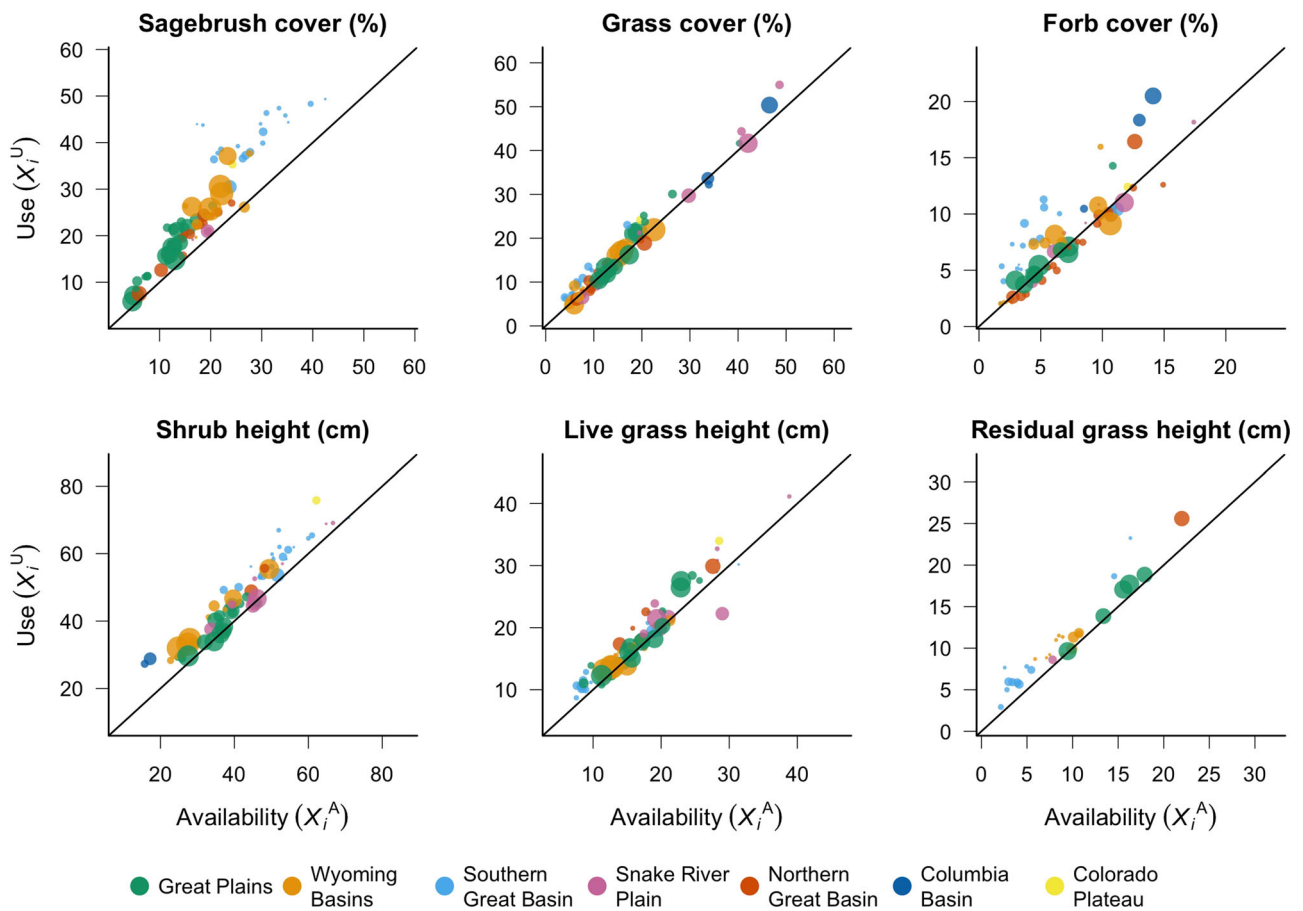 Sagebrush cover (%)
Grass cover (%)
Forb cover (%)
Use (X_i^U)
60
50
40
30
20
10
10 20 30 40 50 60
60
50
40
30
20
10
0
0 10 20 30 40 50 60
20
15
10
5
0
0 5 10 15 20
Shrub height (cm)
Live grass height (cm)
Residual grass height (cm)
Use (X_i^U)
80
60
40
20
20 40 60 80
40
30
20
10
10 20 30 40
30
25
20
15
10
5
0
0 5 10 15 20 25 30
Availability (X_i^A)
Availability (X_i^A)
Availability (X_i^A)
Great Plains
Wyoming
Basins
Southern
Great Basin
Snake River
Plain
Northern
Great Basin
Columbia
Basin
Colorado
Plateau